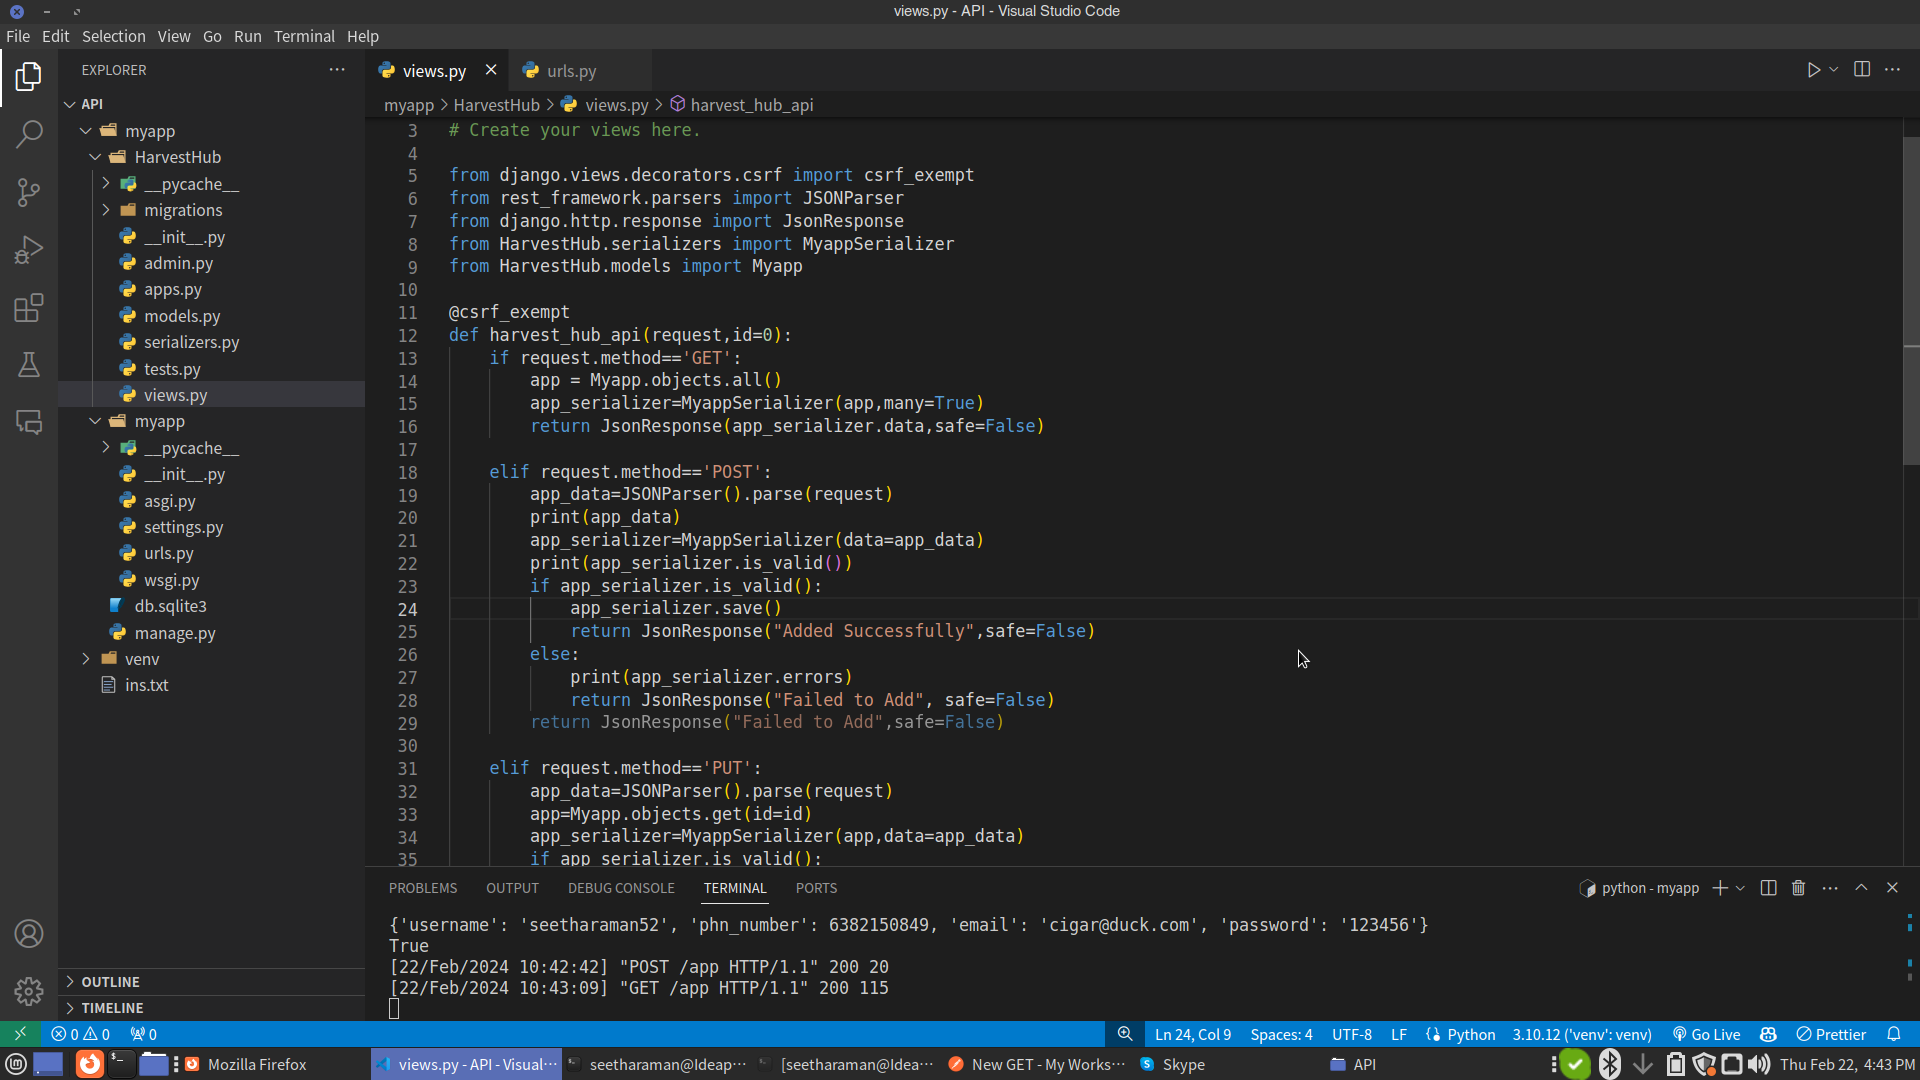 views.py - API - Visual Studio Code
File Edit Selection View Go Run Terminal Help
EXPLORER
API
myapp
HarvestHub
__pycache__
migrations
__init__.py
admin.py
apps.py
models.py
serializers.py
tests.py
views.py
myapp
__pycache__
__init__.py
asgi.py
settings.py
urls.py
wsgi.py
db.sqlite3
manage.py
venv
ins.txt
OUTLINE
TIMELINE
views.py urls.py
myapp > HarvestHub > views.py > harvest_hub_api
3 # Create your views here.
4
5 from django.views.decorators.csrf import csrf_exempt
6 from rest_framework.parsers import JSONParser
7 from django.http.response import JsonResponse
8 from HarvestHub.serializers import MyappSerializer
9 from HarvestHub.models import Myapp
10
11 @csrf_exempt
12 def harvest_hub_api(request,id=0):
13 if request.method=='GET':
14 app = Myapp.objects.all()
15 app_serializer=MyappSerializer(app,many=True)
16 return JsonResponse(app_serializer.data,safe=False)
17
18 elif request.method=='POST':
19 app_data=JSONParser().parse(request)
20 print(app_data)
21 app_serializer=MyappSerializer(data=app_data)
22 print(app_serializer.is_valid())
23 if app_serializer.is_valid():
24 app_serializer.save()
25 return JsonResponse("Added Successfully",safe=False)
26 else:
27 print(app_serializer.errors)
28 return JsonResponse("Failed to Add", safe=False)
29 return JsonResponse("Failed to Add",safe=False)
30
31 elif request.method=='PUT':
32 app_data=JSONParser().parse(request)
33 app=Myapp.objects.get(id=id)
34 app_serializer=MyappSerializer(app,data=app_data)
35 if app_serializer.is_valid():
PROBLEMS OUTPUT DEBUG CONSOLE TERMINAL PORTS
python - myapp
{'username': 'seetharaman52', 'phn_number': 6382150849, 'email': 'cigar@duck.com', 'password': '123456'}
True
[22/Feb/2024 10:42:42] "POST /app HTTP/1.1" 200 20
[22/Feb/2024 10:43:09] "GET /app HTTP/1.1" 200 115
0 0 0 Ln 24, Col 9 Spaces: 4 UTF-8 LF Python 3.10.12 ('venv': venv) Go Live Prettier
Mozilla Firefox views.py - API - Visual··· seetharaman@Ideap··· [seetharaman@Idea··· New GET - My Works··· Skype API Thu Feb 22, 4:43 PM